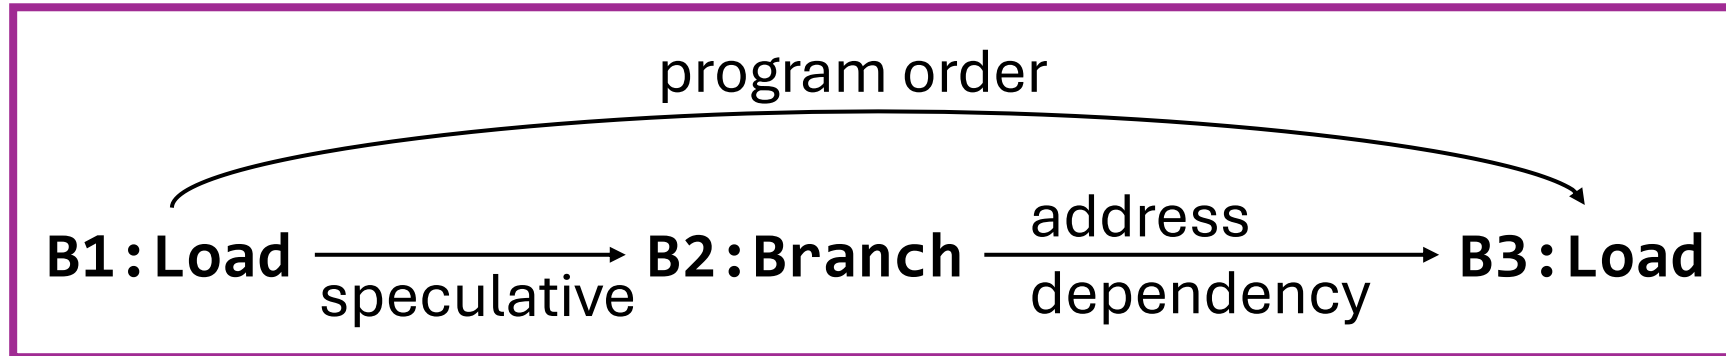 program order
B1:Load
speculative
B2:Branch
address
dependency
B3:Load